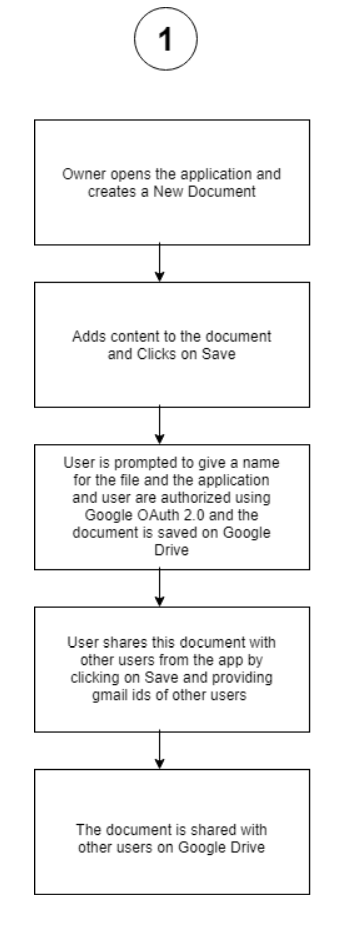 1
Owner opens the application and
creates a New Document
Adds content to the document
and Clicks on Save
User is prompted to give a name
for the file and the application
and user are authorized using
Google OAuth 2.0 and the
document is saved on Google
Drive
User shares this document with
other users from the app by
clicking on Save and providing
gmail ids of other users
The document is shared with
other users on Google Drive